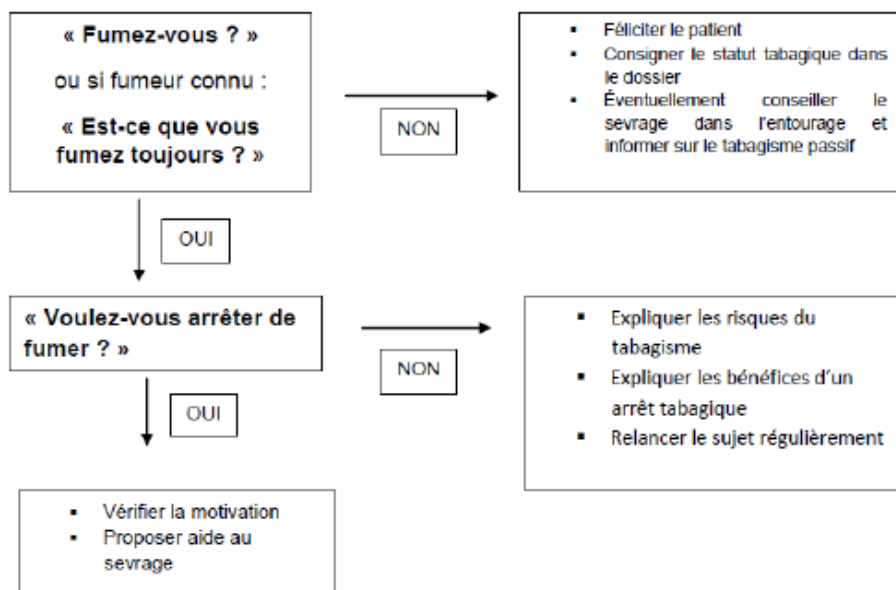 « Fumez-vous ? »
ou si fumeur connu :
« Est-ce que vous
fumez toujours ? »
NON
▪ Féliciter le patient
▪ Consigner le statut tabagique dans
le dossier
▪ Éventuellement conseiller le
sevrage dans l'entourage et
informer sur le tabagisme passif
OUI
« Voulez-vous arrêter de
fumer ? »
NON
▪ Expliquer les risques du
tabagisme
▪ Expliquer les bénéfices d'un
arrêt tabagique
▪ Relancer le sujet régulièrement
OUI
▪ Vérifier la motivation
▪ Proposer aide au
sevrage